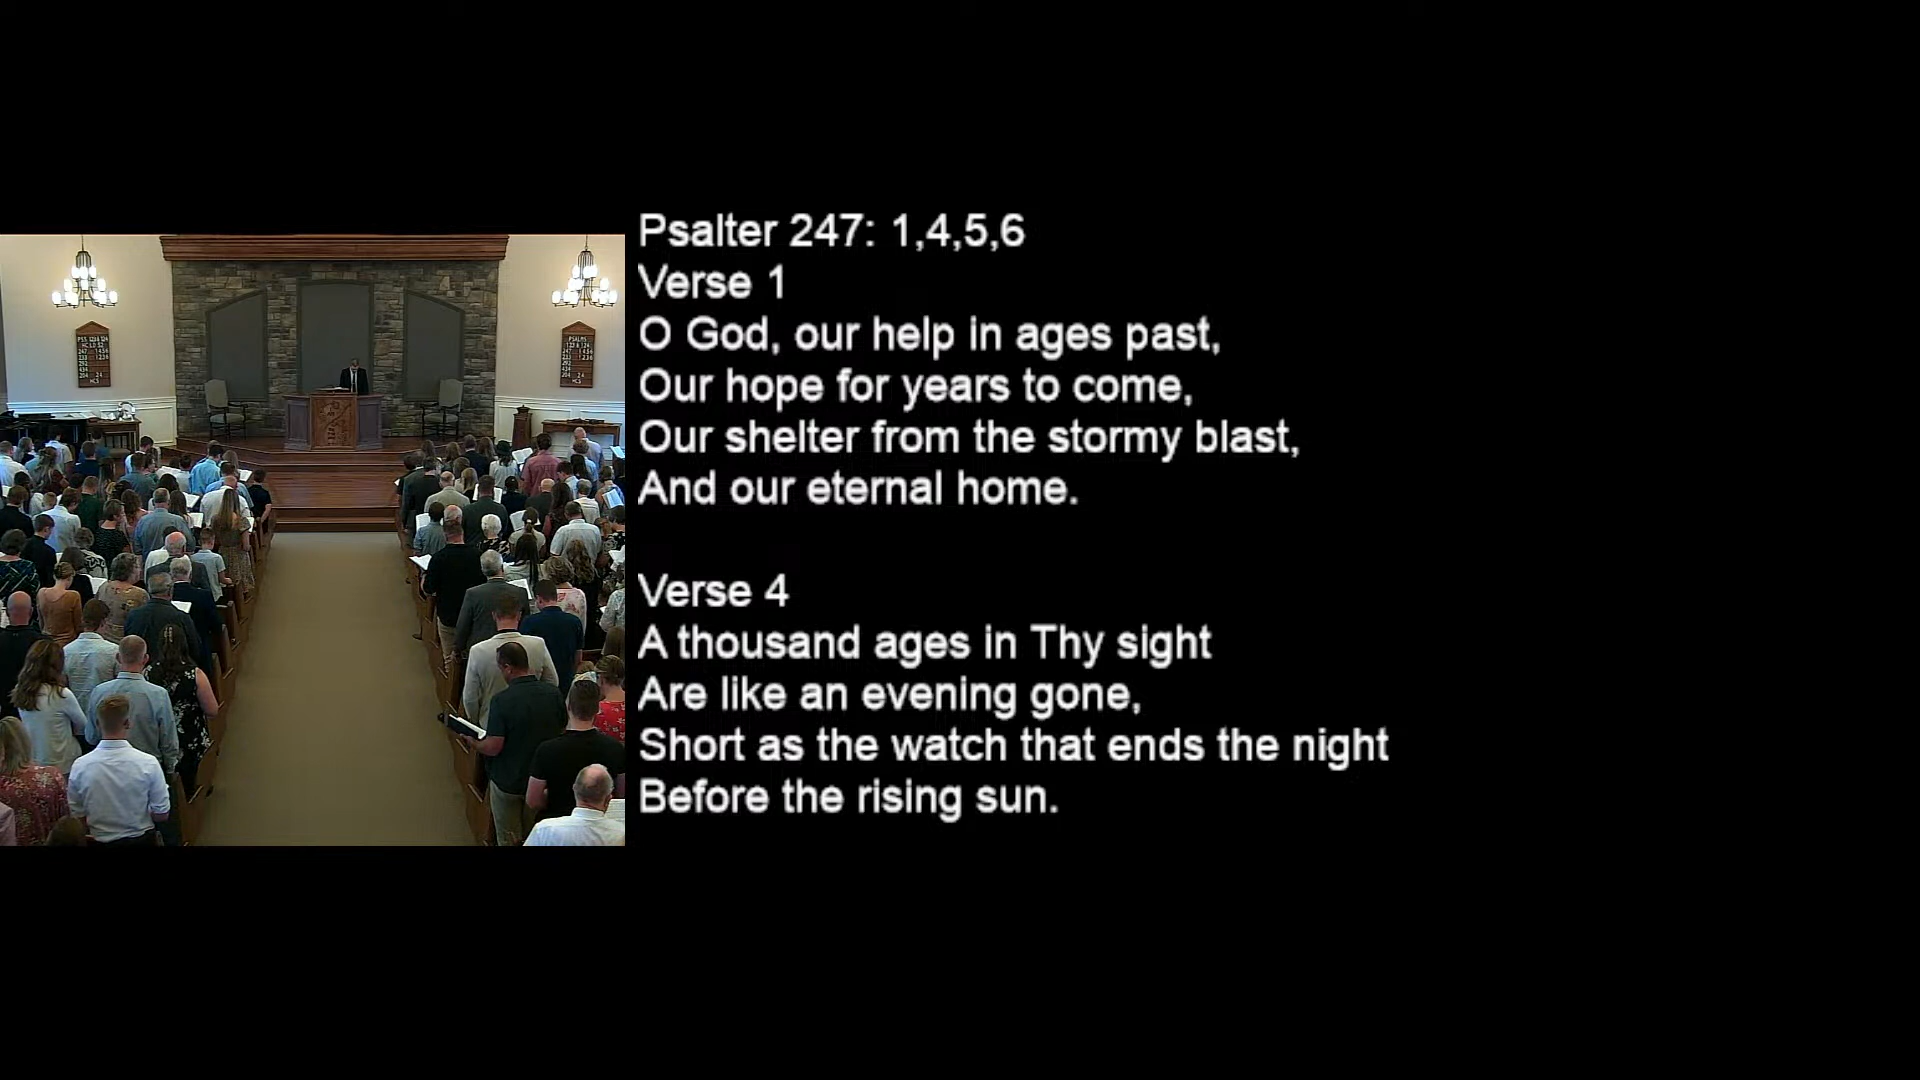 Psalter 247: 1,4,5,6
Verse 1
O God, our help in ages past,
Our hope for years to come,
Our shelter from the stormy blast,
And our eternal home.
Verse 4
A thousand ages in Thy sight
Are like an evening gone,
Short as the watch that ends the night
Before the rising sun.